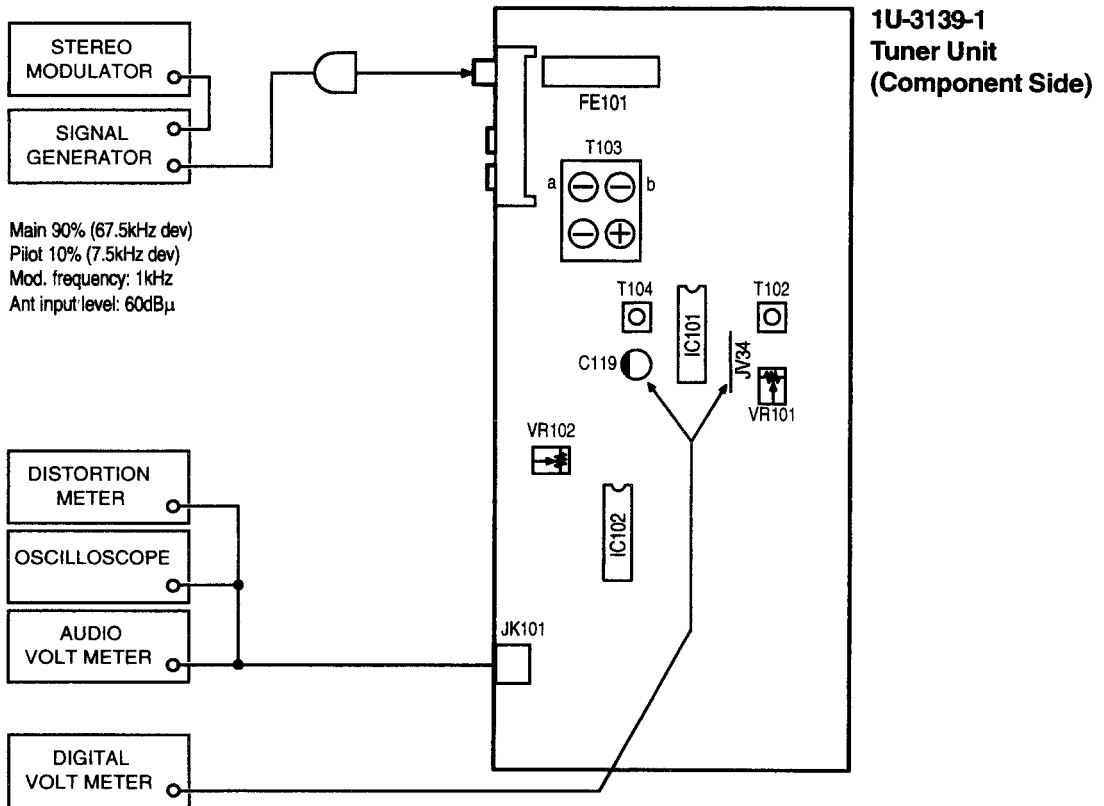 STEREO
MODULATOR
SIGNAL
GENERATOR
Main 90% (67.5kHz dev)
Pilot 10% (7.5kHz dev)
Mod. frequency: 1kHz
Ant input level: 60dBμ
1U-3139-1
Tuner Unit
(Component Side)
FE101
T103
a
b
T104
IC101
T102
C119
JV34
VR101
VR102
IC102
DISTORTION
METER
OSCILLOSCOPE
AUDIO
VOLT METER
JK101
DIGITAL
VOLT METER